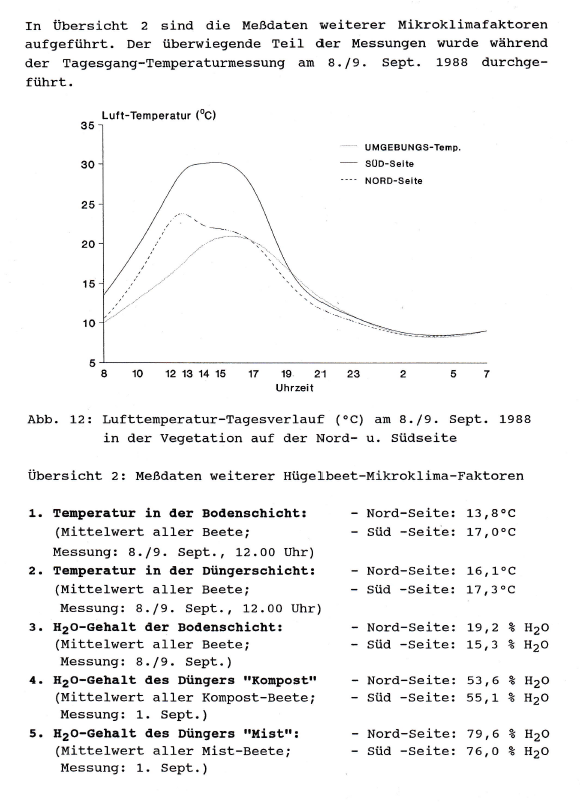 In Übersicht 2 sind die Meßdaten weiterer Mikroklimafaktoren
aufgeführt. Der überwiegende Teil der Messungen wurde während
der Tagesgang-Temperaturmessung am 8./9. Sept. 1988 durchge-
führt.
Luft-Temperatur (°C)
35
30
25
20
15
10
5
UMGEBUNGS-Temp.
SÜD-Seite
NORD-Seite
8 10 12 13 14 15 17 19 21 23 2 5 7
Uhrzeit
Abb. 12: Lufttemperatur-Tagesverlauf (°C) am 8./9. Sept. 1988
in der Vegetation auf der Nord- u. Südseite
Übersicht 2: Meßdaten weiterer Hügelbeet-Mikroklima-Faktoren
1. Temperatur in der Bodenschicht: - Nord-Seite: 13,8°C
(Mittelwert aller Beete; - Süd -Seite: 17,0°C
Messung: 8./9. Sept., 12.00 Uhr)
2. Temperatur in der Düngerschicht: - Nord-Seite: 16,1°C
(Mittelwert aller Beete; - Süd -Seite: 17,3°C
Messung: 8./9. Sept., 12.00 Uhr)
3. H₂O-Gehalt der Bodenschicht: - Nord-Seite: 19,2 % H₂O
(Mittelwert aller Beete; - Süd -Seite: 15,3 % H₂O
Messung: 8./9. Sept.)
4. H₂O-Gehalt des Düngers "Kompost" - Nord-Seite: 53,6 % H₂O
(Mittelwert aller Kompost-Beete; - Süd -Seite: 55,1 % H₂O
Messung: 1. Sept.)
5. H₂O-Gehalt des Düngers "Mist": - Nord-Seite: 79,6 % H₂O
(Mittelwert aller Mist-Beete; - Süd -Seite: 76,0 % H₂O
Messung: 1. Sept.)